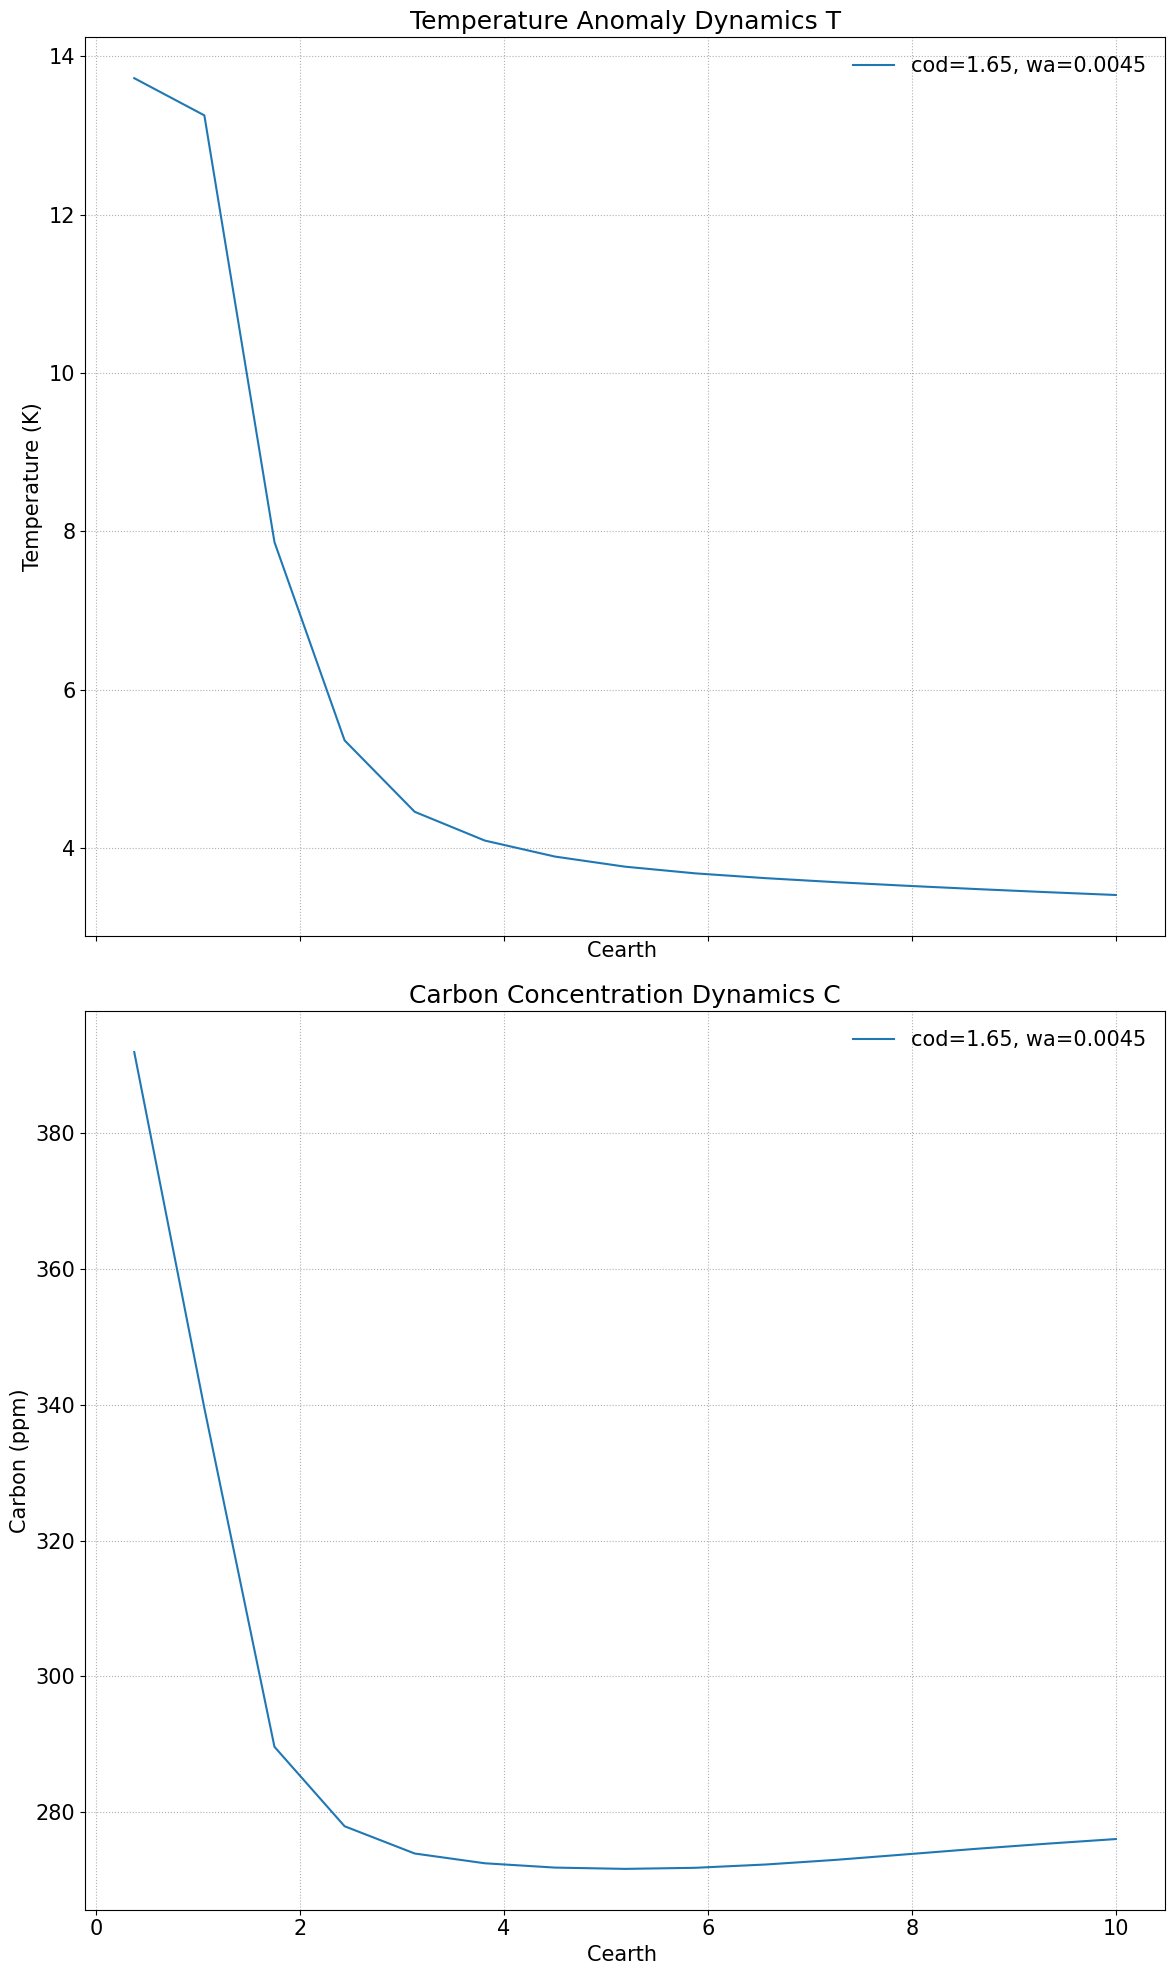 Temperature Anomaly Dynamics T
cod=1.65, wa=0.0045
14
12
10
8
6
4
Temperature (K)
Cearth
Carbon Concentration Dynamics C
cod=1.65, wa=0.0045
380
360
340
320
300
280
Carbon (ppm)
0 2 4 6 8 10
Cearth